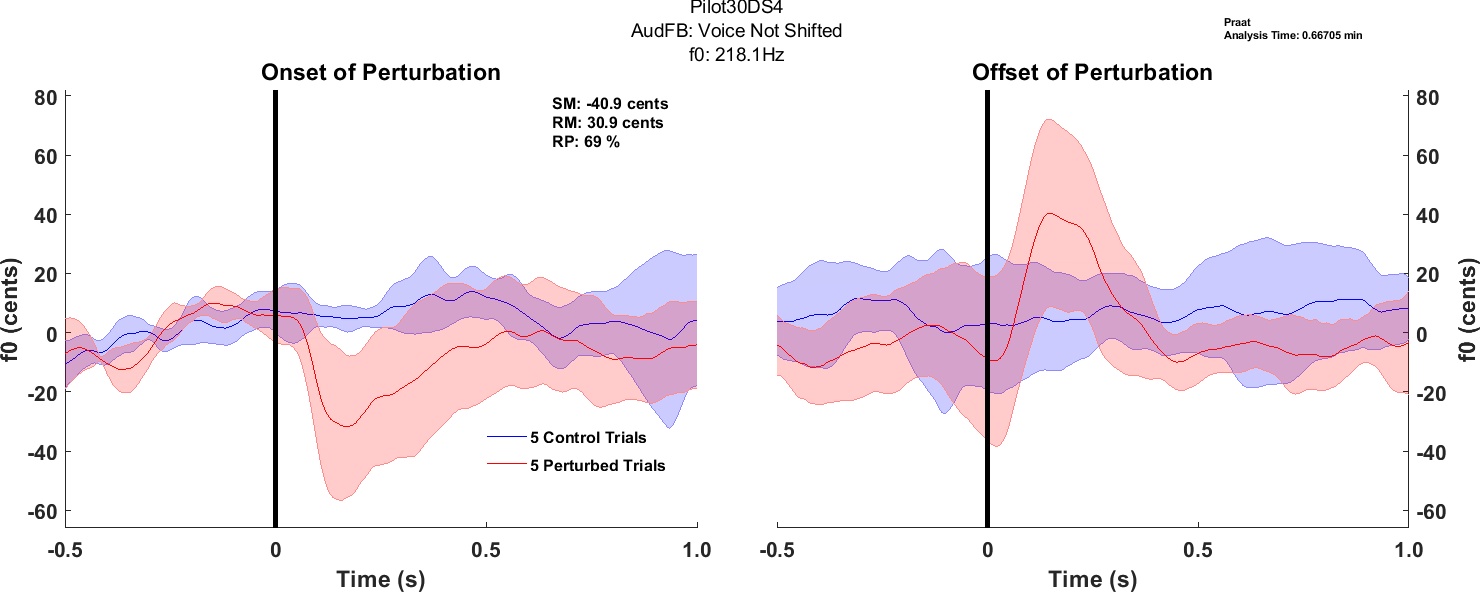 Pilot30DS4
AudFB: Voice Not Shifted
f0: 218.1Hz
Praat
Analysis Time: 0.66705 min
Onset of Perturbation
SM: -40.9 cents
RM: 30.9 cents
RP: 69 %
80
60
40
20
0
-20
-40
-60
f0 (cents)
5 Control Trials
5 Perturbed Trials
-0.5 0 0.5 1.0
Time (s)
Offset of Perturbation
80
60
40
20
0
-20
-40
-60
f0 (cents)
-0.5 0 0.5 1.0
Time (s)